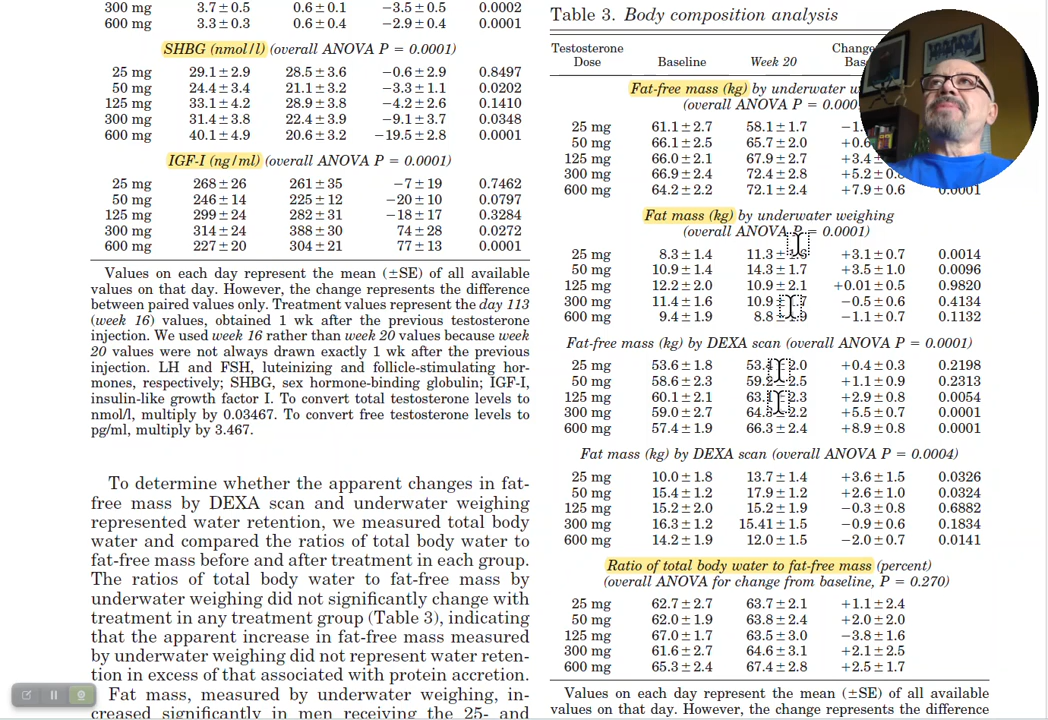 300 mg 3.7 ± 0.5 0.6 ± 0.1 −3.5 ± 0.5 0.0002
600 mg 3.3 ± 0.3 0.6 ± 0.4 −2.9 ± 0.4 0.0001
SHBG (nmol/l) (overall ANOVA P = 0.0001)
25 mg 29.1 ± 2.9 28.5 ± 3.6 −0.6 ± 2.9 0.8497
50 mg 24.4 ± 3.4 21.1 ± 3.2 −3.3 ± 1.1 0.0202
125 mg 33.1 ± 4.2 28.9 ± 3.8 −4.2 ± 2.6 0.1410
300 mg 31.4 ± 3.8 22.4 ± 3.9 −9.1 ± 3.7 0.0348
600 mg 40.1 ± 4.9 20.6 ± 3.2 −19.5 ± 2.8 0.0001
IGF-I (ng/ml) (overall ANOVA P = 0.0001)
25 mg 268 ± 26 261 ± 35 −7 ± 19 0.7462
50 mg 246 ± 14 225 ± 12 −20 ± 10 0.0797
125 mg 299 ± 24 282 ± 31 −18 ± 17 0.3284
300 mg 314 ± 24 388 ± 30 74 ± 28 0.0272
600 mg 227 ± 20 304 ± 21 77 ± 13 0.0001
Values on each day represent the mean (±SE) of all available
values on that day. However, the change represents the difference
between paired values only. Treatment values represent the day 113
(week 16) values, obtained 1 wk after the previous testosterone
injection. We used week 16 rather than week 20 values because week
20 values were not always drawn exactly 1 wk after the previous
injection. LH and FSH, luteinizing and follicle-stimulating hor-
mones, respectively; SHBG, sex hormone-binding globulin; IGF-I,
insulin-like growth factor I. To convert total testosterone levels to
nmol/l, multiply by 0.03467. To convert free testosterone levels to
pg/ml, multiply by 3.467.
To determine whether the apparent changes in fat-
free mass by DEXA scan and underwater weighing
represented water retention, we measured total body
water and compared the ratios of total body water to
fat-free mass before and after treatment in each group.
The ratios of total body water to fat-free mass by
underwater weighing did not significantly change with
treatment in any treatment group (Table 3), indicating
that the apparent increase in fat-free mass measured
by underwater weighing did not represent water reten-
tion in excess of that associated with protein accretion.
Fat mass, measured by underwater weighing, in-
creased significantly in men receiving the 25- and
Table 3. Body composition analysis
Testosterone Change
Dose Baseline Week 20
Fat-free mass (kg) by underwater
(overall ANOVA P =
25 mg 61.1 ± 2.7 58.1 ± 1.7
50 mg 66.1 ± 2.5 65.7 ± 2.0 +0.6
125 mg 66.0 ± 2.1 67.9 ± 2.7 +3.4
300 mg 66.9 ± 2.4 72.4 ± 2.8 +5.2
600 mg 64.2 ± 2.2 72.1 ± 2.4 +7.9 ± 0.6 0.0001
Fat mass (kg) by underwater weighing
(overall ANOVA P = 0.0001)
25 mg 8.3 ± 1.4 11.3 ± +3.1 ± 0.7 0.0014
50 mg 10.9 ± 1.4 14.3 ± 1.7 +3.5 ± 1.0 0.0096
125 mg 12.2 ± 2.0 10.9 ± 2.1 +0.01 ± 0.5 0.9820
300 mg 11.4 ± 1.6 10.9 −0.5 ± 0.6 0.4134
600 mg 9.4 ± 1.9 8.8 −1.1 ± 0.7 0.1132
Fat-free mass (kg) by DEXA scan (overall ANOVA P = 0.0001)
25 mg 53.6 ± 1.8 2.0 +0.4 ± 0.3 0.2198
50 mg 58.6 ± 2.3 2.5 +1.1 ± 0.9 0.2313
125 mg 60.1 ± 2.1 2.3 +2.9 ± 0.8 0.0054
300 mg 59.0 ± 2.7 2.2 +5.5 ± 0.7 0.0001
600 mg 57.4 ± 1.9 66.3 ± 2.4 +8.9 ± 0.8 0.0001
Fat mass (kg) by DEXA scan (overall ANOVA P = 0.0004)
25 mg 10.0 ± 1.8 13.7 ± 1.4 +3.6 ± 1.5 0.0326
50 mg 15.4 ± 1.2 17.9 ± 1.2 +2.6 ± 1.0 0.0324
125 mg 15.2 ± 2.0 15.2 ± 1.9 −0.3 ± 0.8 0.6882
300 mg 16.3 ± 1.2 15.41 ± 1.5 −0.9 ± 0.6 0.1834
600 mg 14.2 ± 1.9 12.0 ± 1.5 −2.0 ± 0.7 0.0141
Ratio of total body water to fat-free mass (percent)
(overall ANOVA for change from baseline, P = 0.270)
25 mg 62.7 ± 2.7 63.7 ± 2.1 +1.1 ± 2.4
50 mg 62.0 ± 1.9 63.8 ± 2.4 +2.0 ± 2.0
125 mg 67.0 ± 1.7 63.5 ± 3.0 −3.8 ± 1.6
300 mg 61.6 ± 2.7 64.6 ± 3.1 +2.1 ± 2.5
600 mg 65.3 ± 2.4 67.4 ± 2.8 +2.5 ± 1.7
Values on each day represent the mean (±SE) of all available
values on that day. However, the change represents the difference